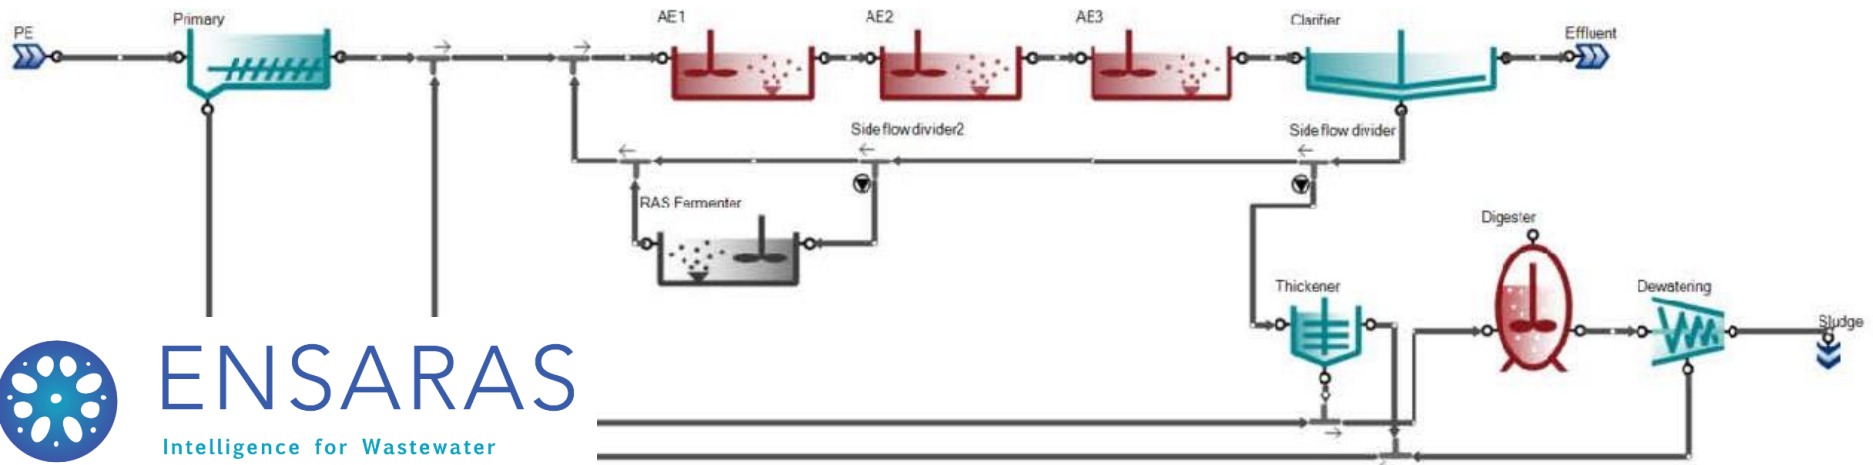 PE
Primary
AE1
AE2
AE3
Clarifier
Effluent
Side flow divider2
Side flow divider
RAS Fermenter
Digester
Thickener
Dewatering
Sludge
ENSARAS
Intelligence for Wastewater